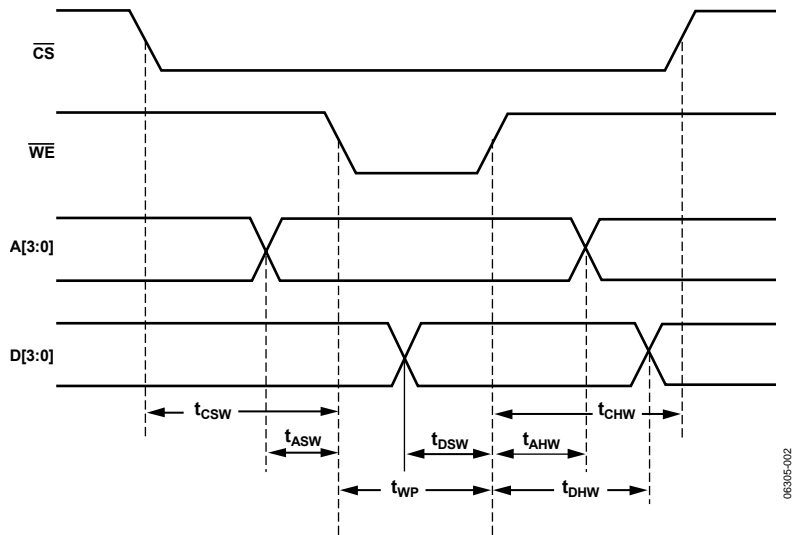 CS
WE
A[3:0]
D[3:0]
tCSW
tCHW
tASW
tDSW
tAHW
tWP
tDHW
06305-002